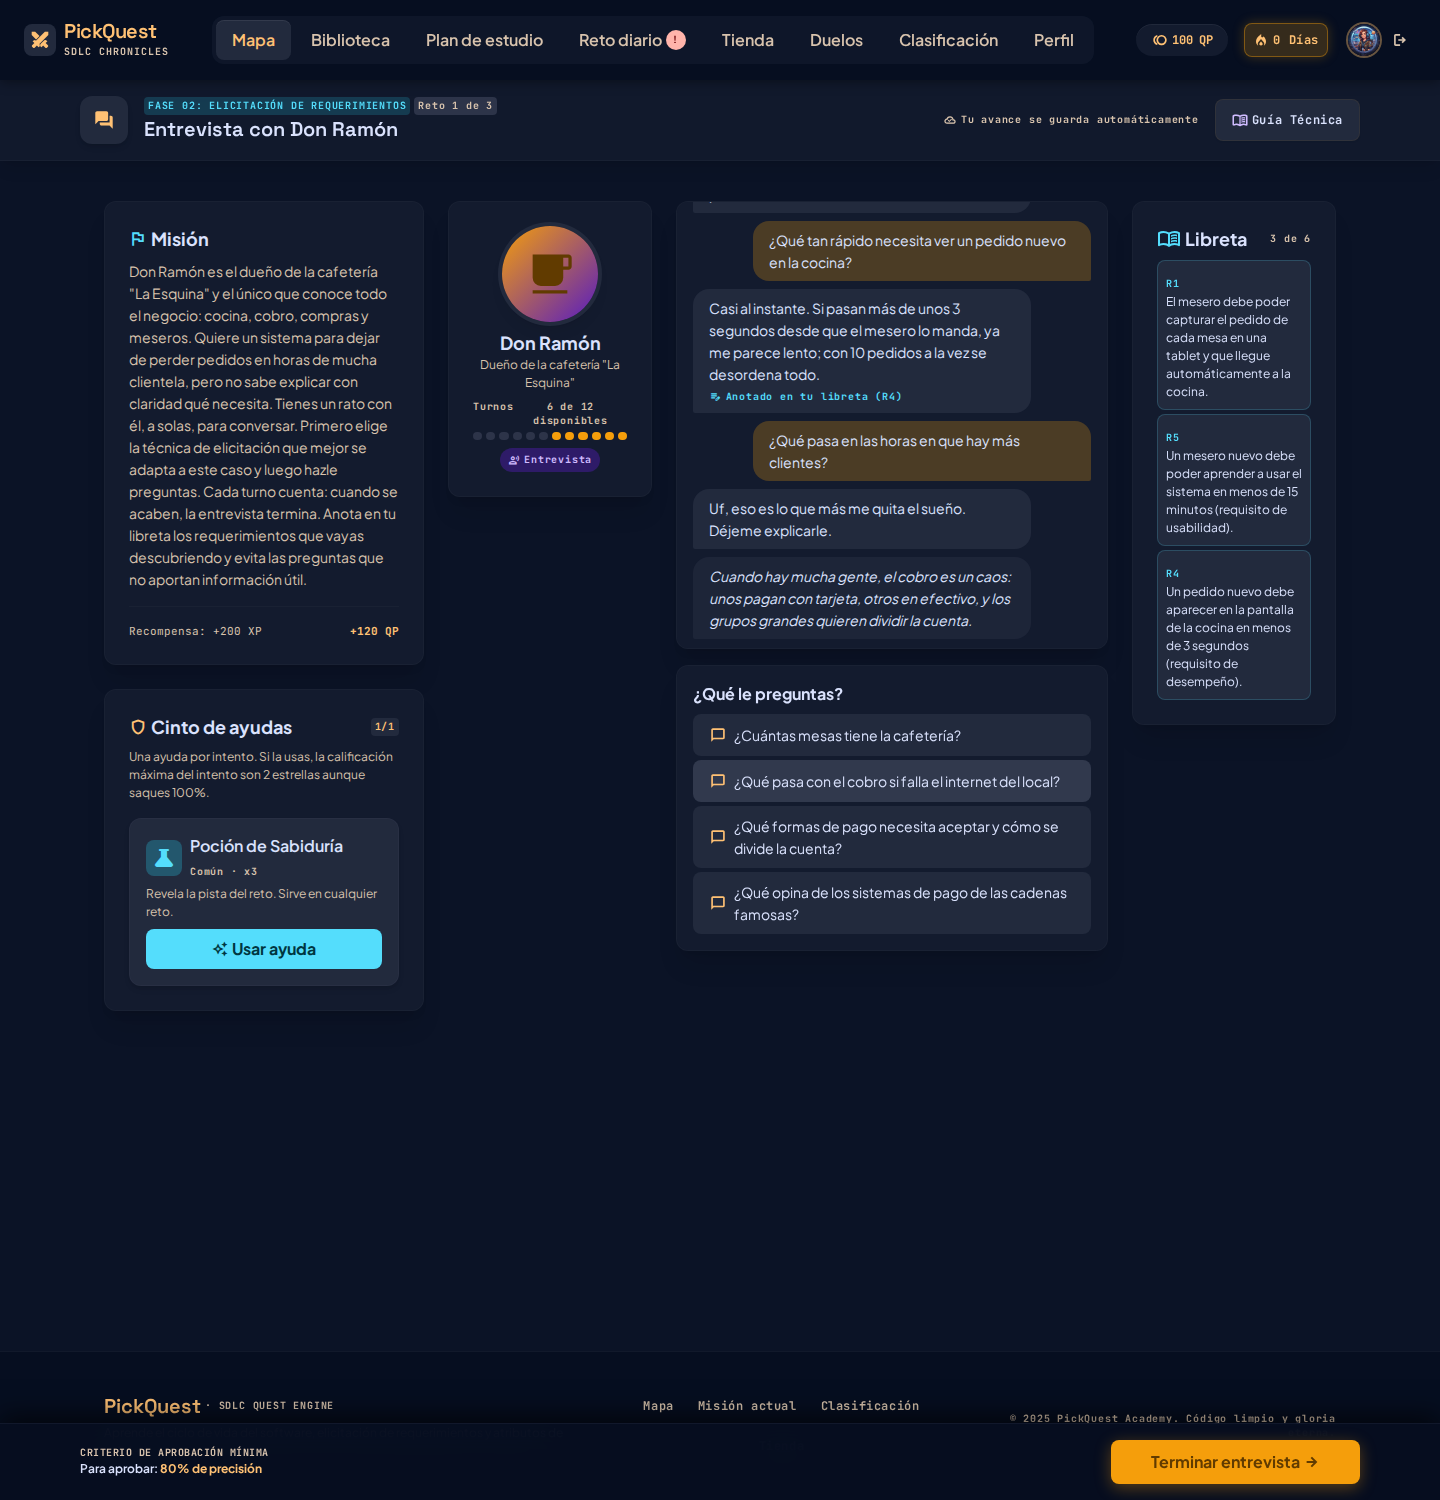 PickQuest
SDLC CHRONICLES
Mapa
Biblioteca
Plan de estudio
Reto diario !
Tienda
Duelos
Clasificación
Perfil
100 QP
0 Días
FASE 02: ELICITACIÓN DE REQUERIMIENTOS
Reto 1 de 3
Entrevista con Don Ramón
Tu avance se guarda automáticamente
Guía Técnica
Misión
Don Ramón es el dueño de la cafetería
"La Esquina" y el único que conoce todo
el negocio: cocina, cobro, compras y
meseros. Quiere un sistema para dejar
de perder pedidos en horas de mucha
clientela, pero no sabe explicar con
claridad qué necesita. Tienes un rato con
él, a solas, para conversar. Primero elige
la técnica de elicitación que mejor se
adapta a este caso y luego hazle
preguntas. Cada turno cuenta: cuando se
acaben, la entrevista termina. Anota en tu
libreta los requerimientos que vayas
descubriendo y evita las preguntas que
no aportan información útil.
Recompensa: +200 XP
+120 QP
Cinto de ayudas
1/1
Una ayuda por intento. Si la usas, la calificación
máxima del intento son 2 estrellas aunque
saques 100%.
Poción de Sabiduría
Común · x3
Revela la pista del reto. Sirve en cualquier
reto.
Usar ayuda
Don Ramón
Dueño de la cafetería "La
Esquina"
Turnos
6 de 12
disponibles
Entrevista
¿Qué tan rápido necesita ver un pedido nuevo
en la cocina?
Casi al instante. Si pasan más de unos 3
segundos desde que el mesero lo manda, ya
me parece lento; con 10 pedidos a la vez se
desordena todo.
Anotado en tu libreta (R4)
¿Qué pasa en las horas en que hay más
clientes?
Uf, eso es lo que más me quita el sueño.
Déjeme explicarle.
Cuando hay mucha gente, el cobro es un caos:
unos pagan con tarjeta, otros en efectivo, y los
grupos grandes quieren dividir la cuenta.
¿Qué le preguntas?
¿Cuántas mesas tiene la cafetería?
¿Qué pasa con el cobro si falla el internet del local?
¿Qué formas de pago necesita aceptar y cómo se
divide la cuenta?
¿Qué opina de los sistemas de pago de las cadenas
famosas?
Libreta
3 de 6
R1
El mesero debe poder
capturar el pedido de
cada mesa en una
tablet y que llegue
automáticamente a la
cocina.
R5
Un mesero nuevo debe
poder aprender a usar el
sistema en menos de 15
minutos (requisito de
usabilidad).
R4
Un pedido nuevo debe
aparecer en la pantalla
de la cocina en menos
de 3 segundos
(requisito de
desempeño).
PickQuest · SDLC QUEST ENGINE
Mapa
Misión actual
Clasificación
© 2025 PickQuest Academy. Código limpio y gloria
CRITERIO DE APROBACIÓN MÍNIMA
Para aprobar: 80% de precisión
Terminar entrevista